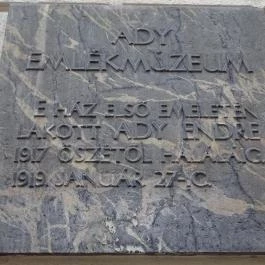 ADY
EMLÉKMÚZEUM
E HÁZ ELSŐ EMELETÉN
LAKOTT ADY ENDRE
1917 ŐSZÉTŐL HALÁLÁIG,
1919. JANUÁR 27-IG.